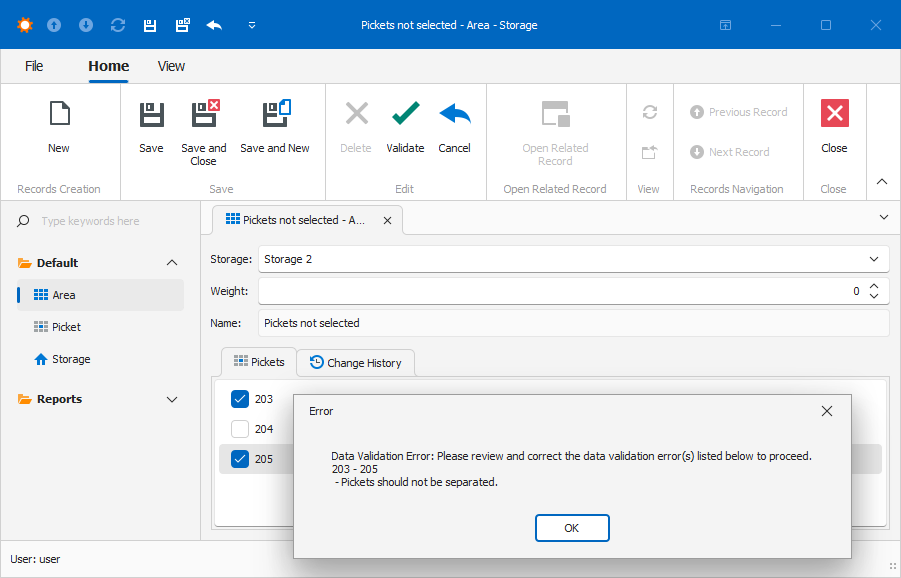 Pickets not selected - Area - Storage
File
Home
View
New
Save
Save and Close
Save and New
Delete
Validate
Cancel
Open Related Record
Previous Record
Next Record
Close
Records Creation
Save
Edit
Open Related Record
View
Records Navigation
Close
Type keywords here
Default
Area
Picket
Storage
Reports
Pickets not selected - A...
Storage:
Storage 2
Weight:
0
Name:
Pickets not selected
Pickets
Change History
203
204
205
Error
Data Validation Error: Please review and correct the data validation error(s) listed below to proceed.
203 - 205
- Pickets should not be separated.
OK
User: user